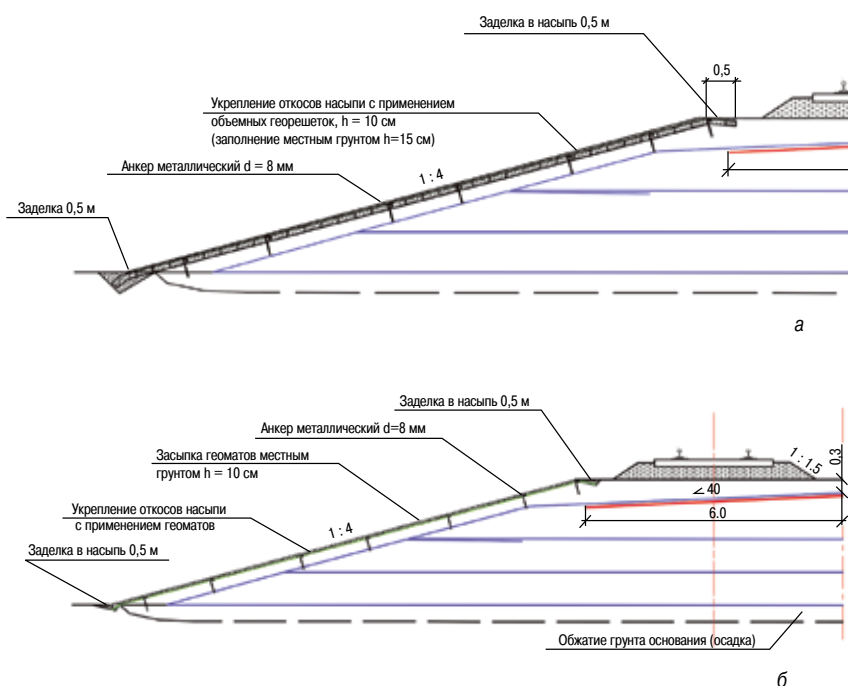 Заделка в насыпь 0,5 м
0,5
Укрепление откосов насыпи с применением
объемных георешеток, h = 10 см
(заполнение местным грунтом h=15 см)
Анкер металлический d = 8 мм
1 : 4
Заделка 0,5 м
а
Заделка в насыпь 0,5 м
Анкер металлический d=8 мм
Засыпка геоматов местным
грунтом h = 10 см
1 : 1.5
0,3
40
6.0
Укрепление откосов насыпи
с применением геоматов
1 : 4
Заделка в насыпь 0,5 м
Обжатие грунта основания (осадка)
б